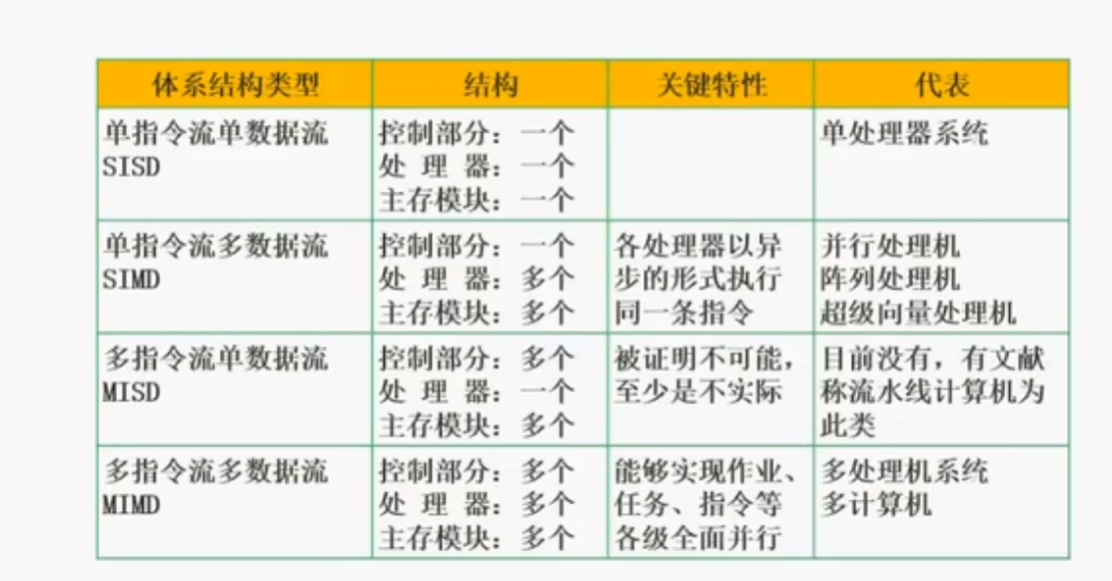 体系结构类型 结构 关键特性 代表
单指令流单数据流
SISD
控制部分：一个
处 理 器：一个
主存模块：一个
单处理器系统
单指令流多数据流
SIMD
控制部分：一个
处 理 器：多个
主存模块：多个
各处理器以异
步的形式执行
同一条指令
并行处理机
阵列处理机
超级向量处理机
多指令流单数据流
MISD
控制部分：多个
处 理 器：一个
主存模块：多个
被证明不可能，
至少是不实际
目前没有，有文献
称流水线计算机为
此类
多指令流多数据流
MIMD
控制部分：多个
处 理 器：多个
主存模块：多个
能够实现作业、
任务、指令等
各级全面并行
多处理机系统
多计算机